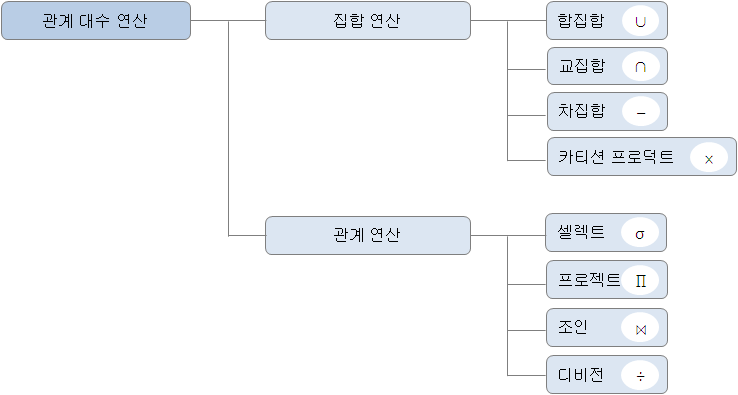 관계 대수 연산
집합 연산
합집합 ∪
교집합 ∩
차집합 −
카티션 프로덕트 x
관계 연산
셀렉트 σ
프로젝트 ∏
조인 ⋈
디비전 ÷